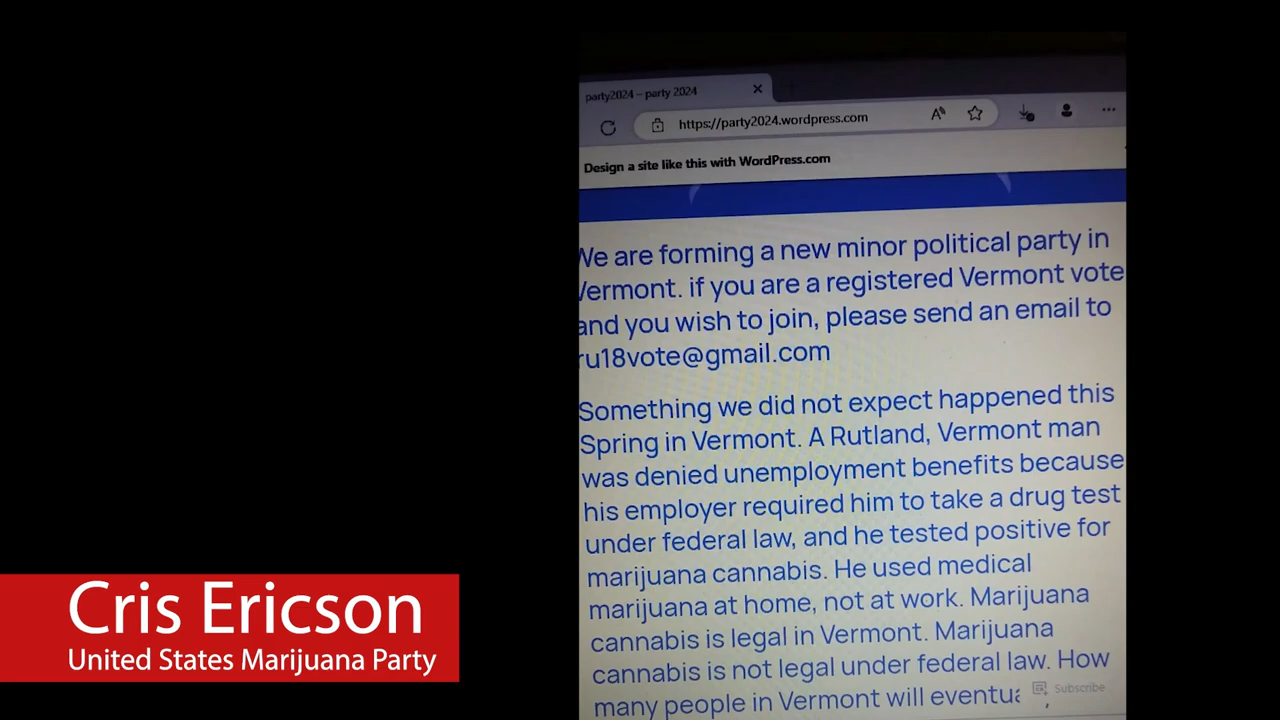 party2024 – party 2024
https://party2024.wordpress.com
Design a site like this with WordPress.com
We are forming a new minor political party in
Vermont. if you are a registered Vermont vote
and you wish to join, please send an email to
ru18vote@gmail.com
Something we did not expect happened this
Spring in Vermont. A Rutland, Vermont man
was denied unemployment benefits because
his employer required him to take a drug test
under federal law, and he tested positive for
marijuana cannabis. He used medical
marijuana at home, not at work. Marijuana
cannabis is legal in Vermont. Marijuana
cannabis is not legal under federal law. How
many people in Vermont will eventua
Subscribe
Cris Ericson
United States Marijuana Party